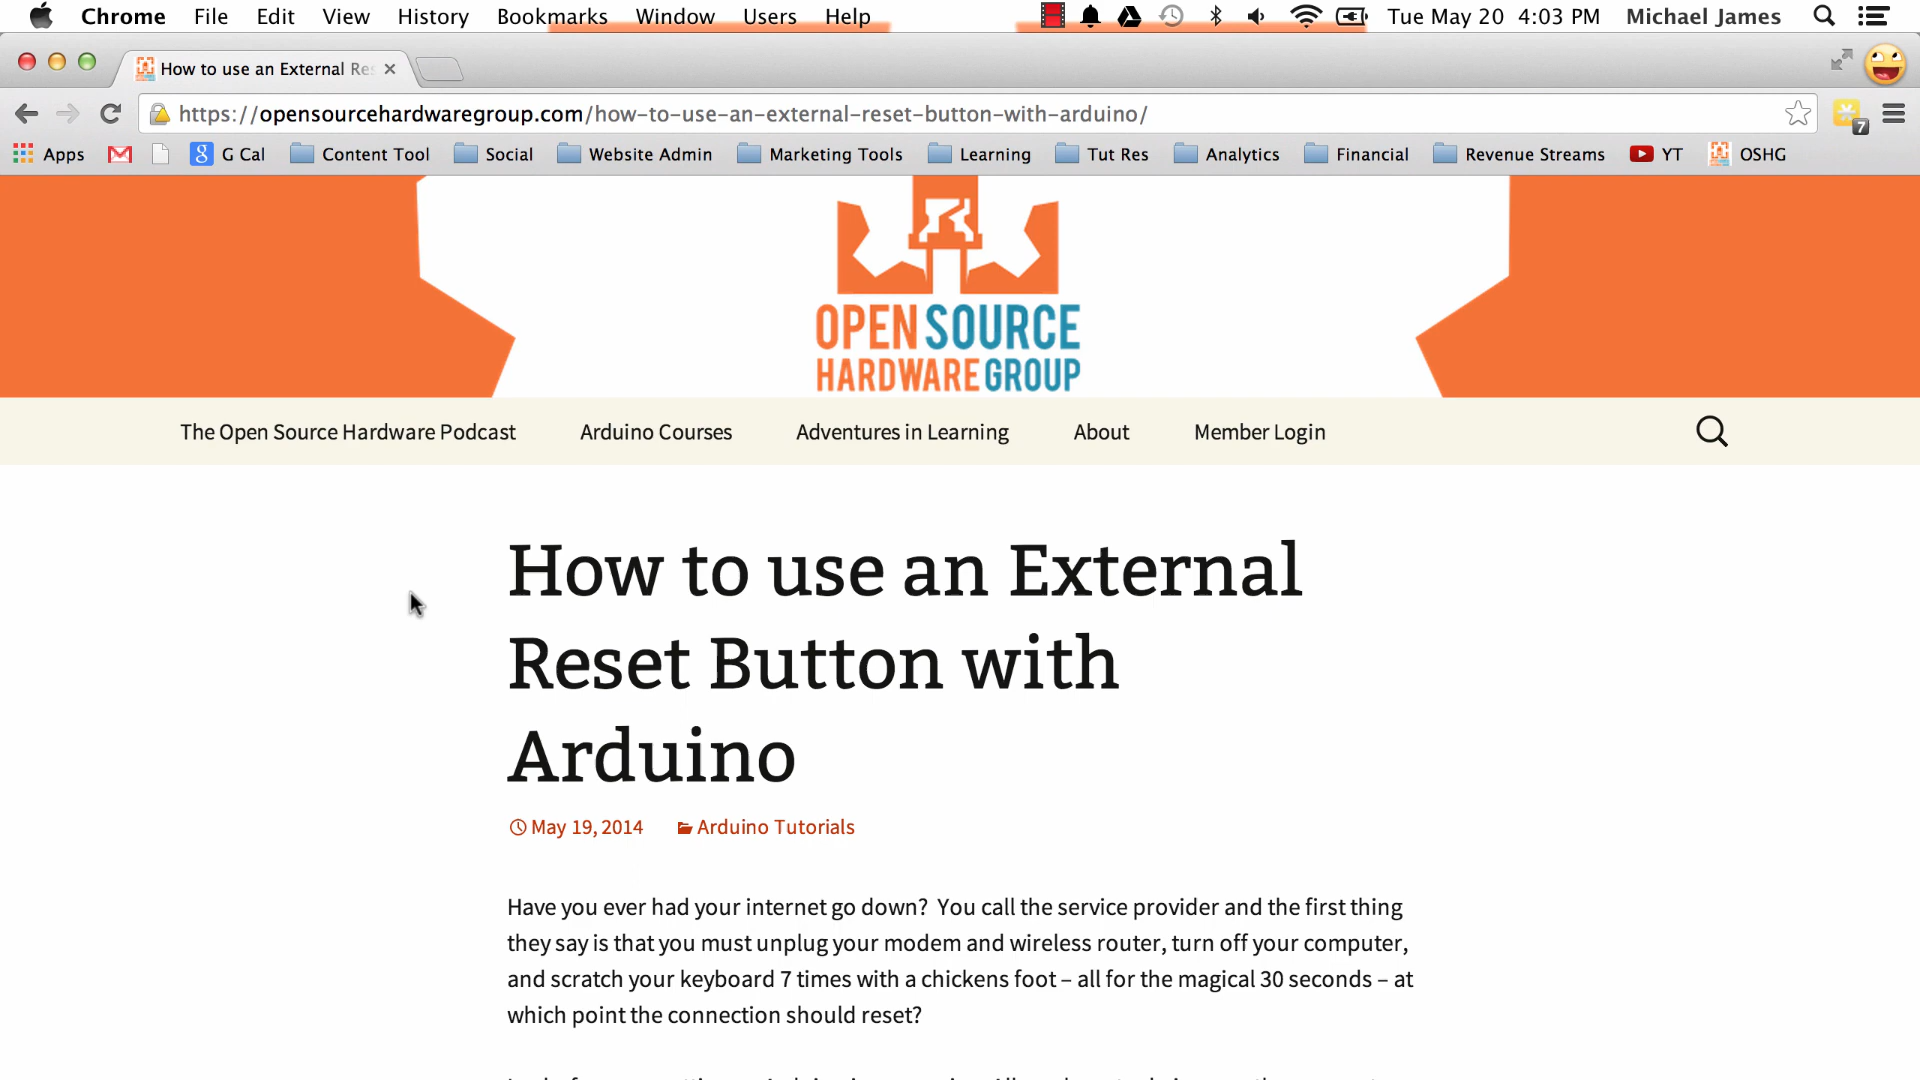 Chrome File Edit View History Bookmarks Window Users Help Tue May 20 4:03 PM Michael James
How to use an External Re
https://opensourcehardwaregroup.com/how-to-use-an-external-reset-button-with-arduino/
7
Apps G Cal Content Tool Social Website Admin Marketing Tools Learning Tut Res Analytics Financial Revenue Streams YT OSHG
OPEN SOURCE
HARDWARE GROUP
The Open Source Hardware Podcast Arduino Courses Adventures in Learning About Member Login
How to use an External
Reset Button with
Arduino
May 19, 2014 Arduino Tutorials
Have you ever had your internet go down?  You call the service provider and the first thing
they say is that you must unplug your modem and wireless router, turn off your computer,
and scratch your keyboard 7 times with a chickens foot – all for the magical 30 seconds – at
which point the connection should reset?